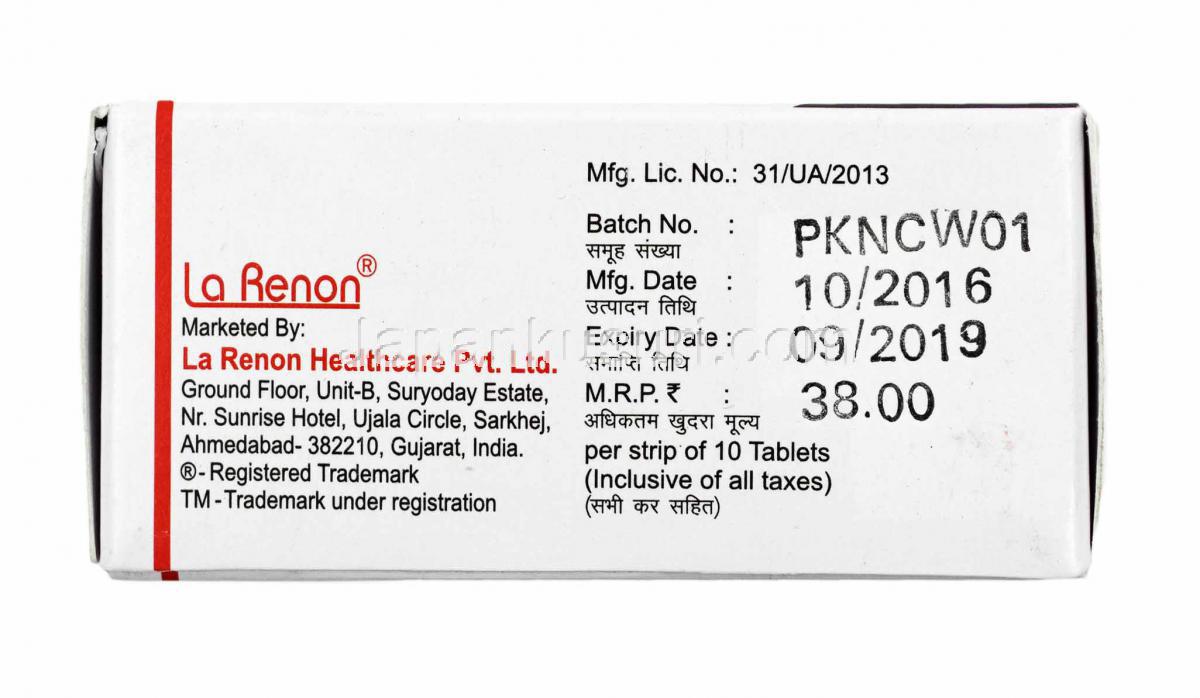 La Renon®
Marketed By:
La Renon Healthcare Pvt. Ltd.
Ground Floor, Unit-B, Suryoday Estate,
Nr. Sunrise Hotel, Ujala Circle, Sarkhej,
Ahmedabad- 382210, Gujarat, India.
®-Registered Trademark
TM-Trademark under registration
Mfg. Lic. No.: 31/UA/2013
Batch No. : PKNCW01
समूह संख्या
Mfg. Date : 10/2016
उत्पादन तिथि
Expiry Date : 09/2019
समाप्ति तिथि
M.R.P. ₹ : 38.00
अधिकतम खुदरा मूल्य
per strip of 10 Tablets
(Inclusive of all taxes)
(सभी कर सहित)
Japankusuri.com